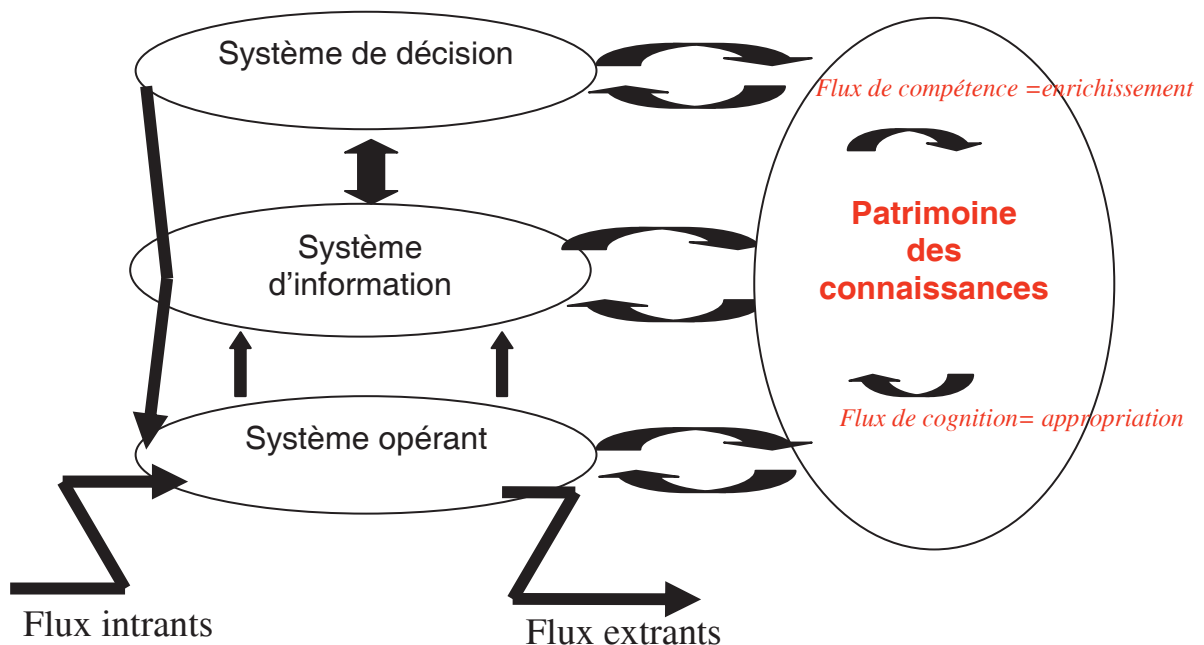 Système de décision
Flux de compétence =enrichissement
Patrimoine
des
connaissances
Système
d'information
Flux de cognition= appropriation
Système opérant
Flux intrants
Flux extrants